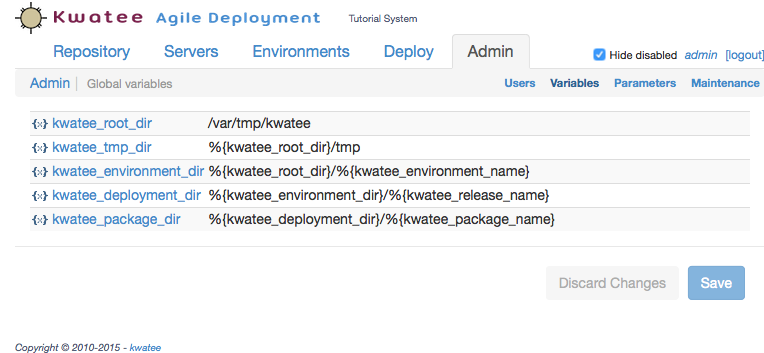 Kwatee Agile Deployment Tutorial System
Repository Servers Environments Deploy Admin Hide disabled admin [logout]
Admin Global variables Users Variables Parameters Maintenance
{x} kwatee_root_dir /var/tmp/kwatee
{x} kwatee_tmp_dir %{kwatee_root_dir}/tmp
{x} kwatee_environment_dir %{kwatee_root_dir}/%{kwatee_environment_name}
{x} kwatee_deployment_dir %{kwatee_environment_dir}/%{kwatee_release_name}
{x} kwatee_package_dir %{kwatee_deployment_dir}/%{kwatee_package_name}
Discard Changes Save
Copyright © 2010-2015 - kwatee